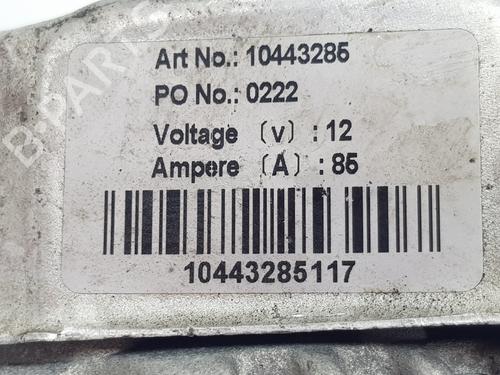 Art No.: 10443285
PO No.: 0222
Voltage (v) : 12
Ampere (A) : 85
10443285117
B-PARTS